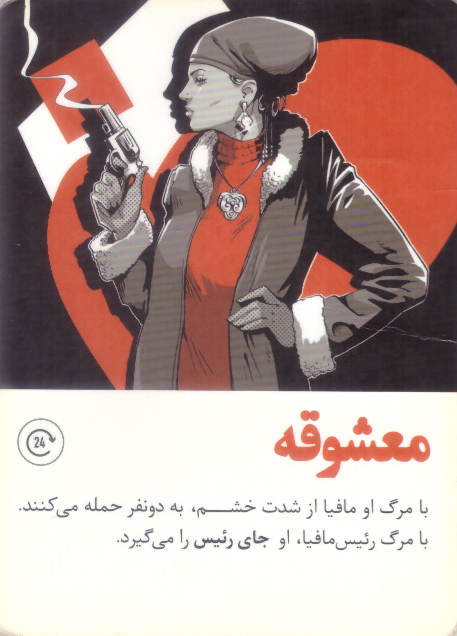 معشوقه
24
با مرگ او مافیا از شدت خشـــم، به دونفر حمله می‌کنند.
با مرگ رئیس‌مافیا، او جای رئیس را می‌گیرد.